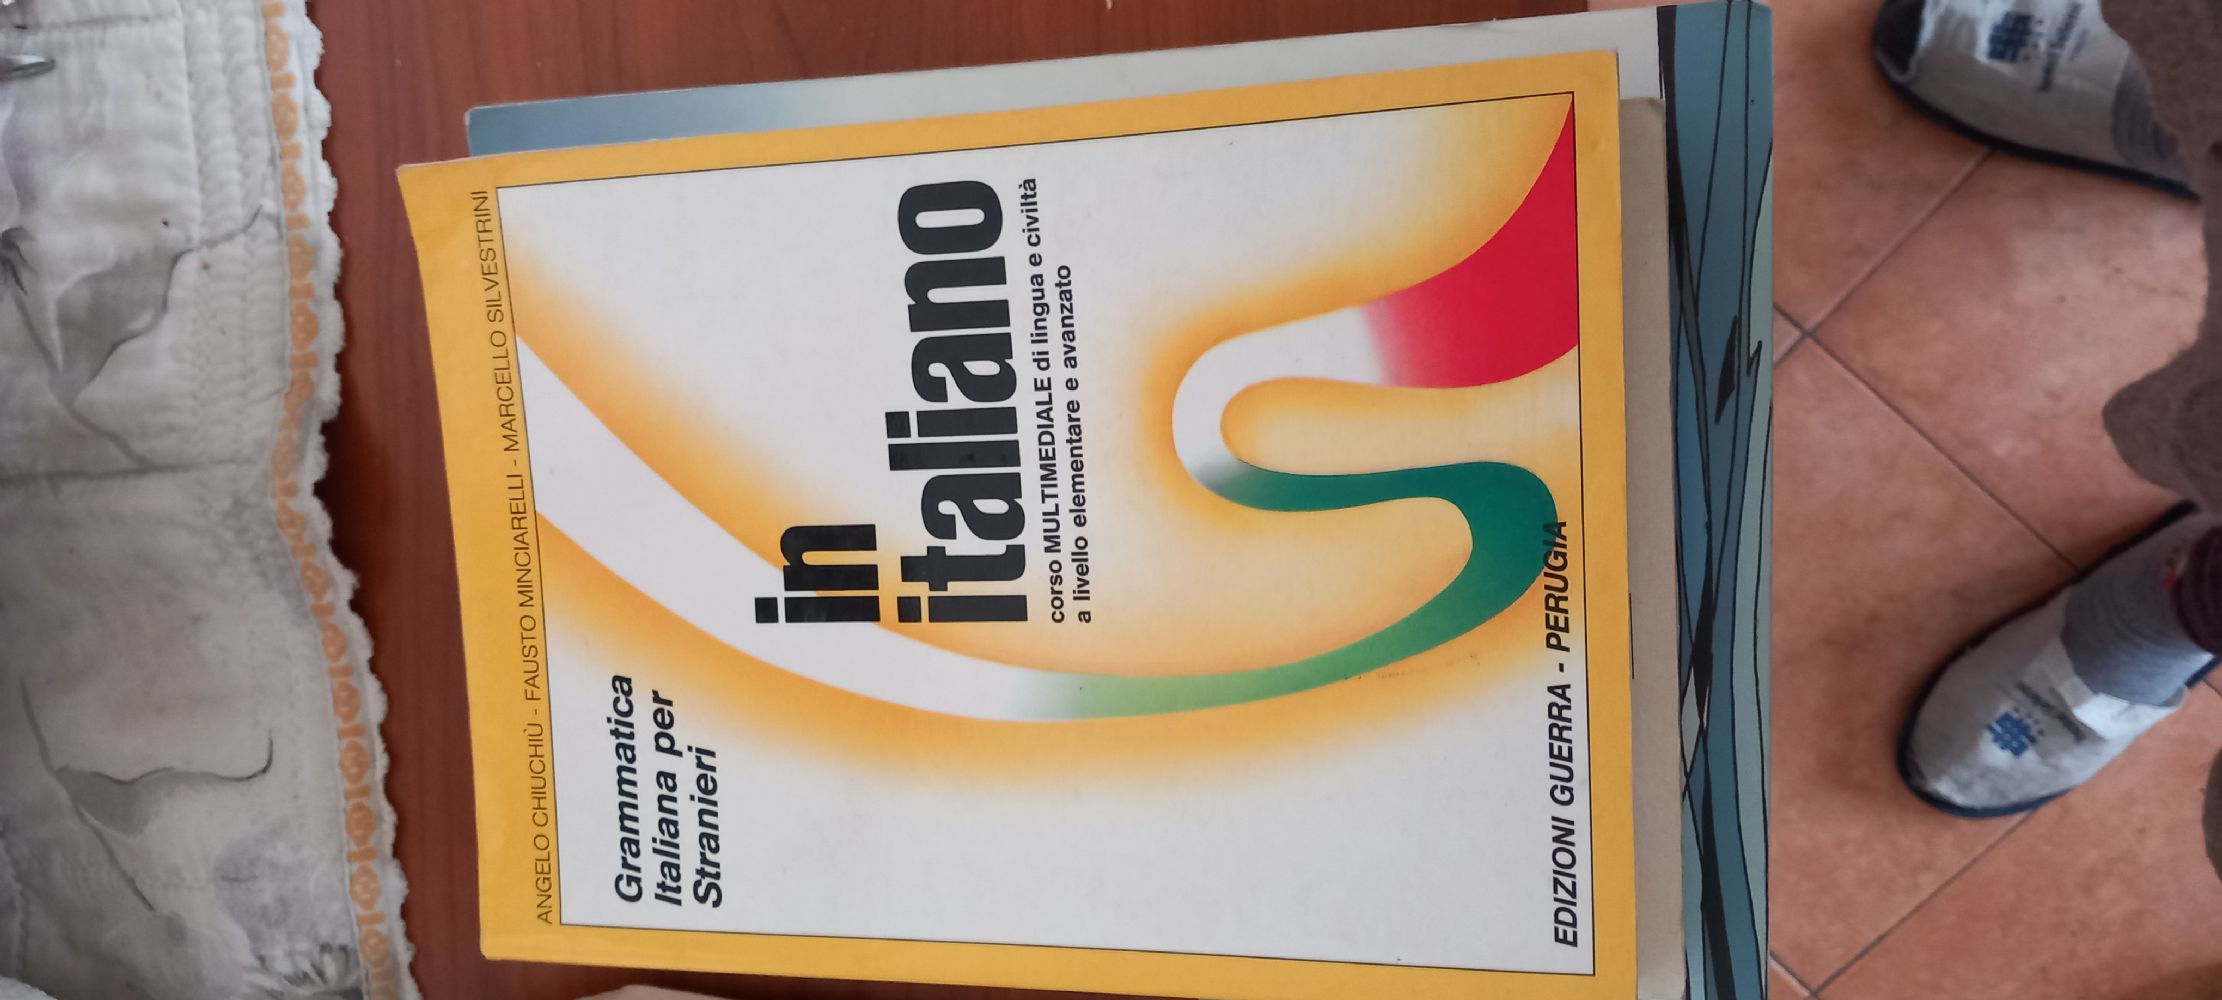 ANGELO CHIUCHIÙ - FAUSTO MINCIARELLI - MARCELLO SILVESTRINI
Grammatica
Italiana per
Stranieri
in
italiano
corso MULTIMEDIALE di lingua e civiltà
a livello elementare e avanzato
EDIZIONI GUERRA - PERUGIA